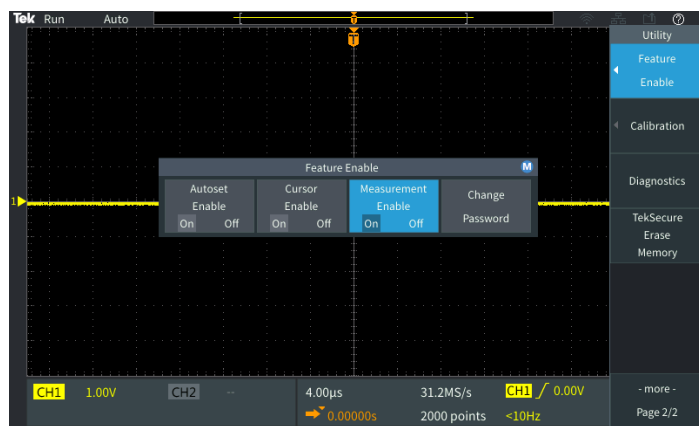 Tek Run Auto
T
T
?
Utility
Feature
Enable
Calibration
Diagnostics
TekSecure
Erase
Memory
- more -
Page 2/2
Feature Enable M
Autoset
Enable
On Off
Cursor
Enable
On Off
Measurement
Enable
On Off
Change
Password
1
CH1 1.00V CH2 -- 4.00µs 31.2MS/s CH1 0.00V
0.00000s 2000 points <10Hz